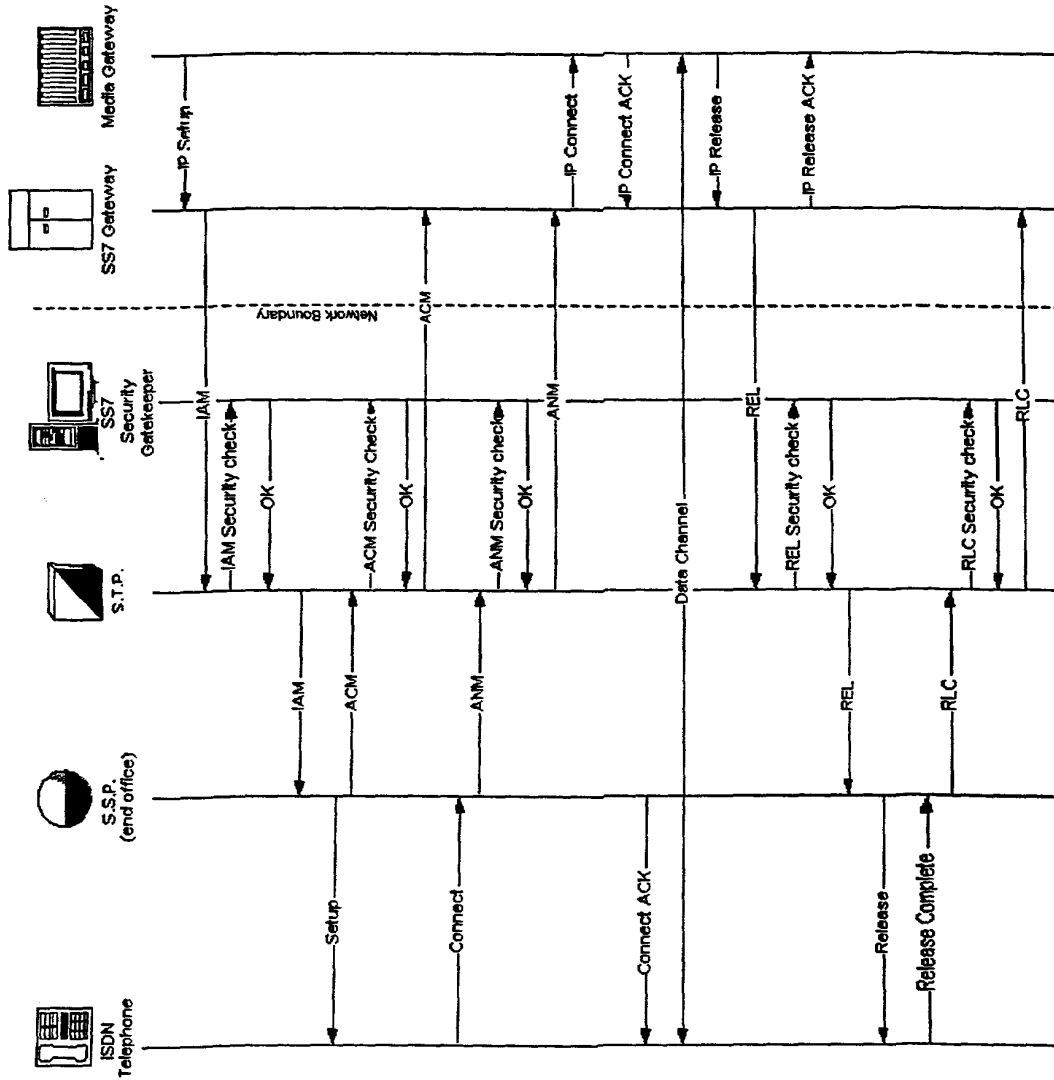 ISDN
Telephone
S.S.P.
(end office)
S.T.P.
SS7
Security
Gatekeeper
SS7 Gateway
Media Gateway
Network Boundary
IP Setup
IAM
IAM Security check
OK
IAM
Setup
ACM
ACM Security Check
OK
ACM
Connect
ANM
ANM Security check
OK
ANM
IP Connect
IP Connect ACK
Connect ACK
Data Channel
IP Release
REL
REL Security check
IP Release ACK
OK
REL
Release
Release Complete
RLC
RLC Security check
OK
RLC